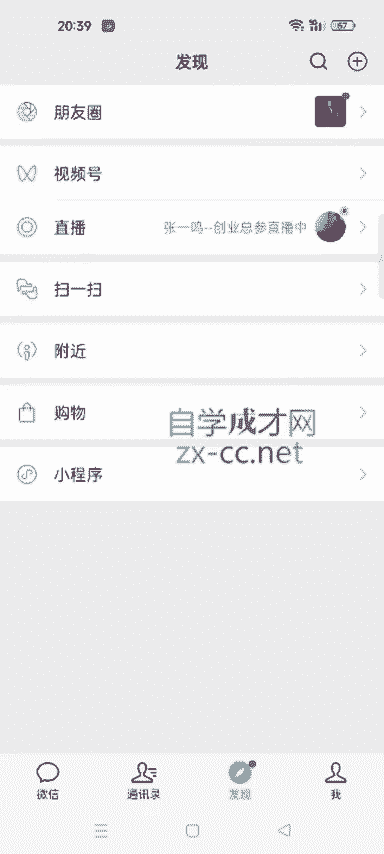 20:39
67
发现
朋友圈
视频号
直播
张一鸣--创业总参直播中
扫一扫
附近
购物
自学成才网
zx-cc.net
小程序
微信
通讯录
发现
我